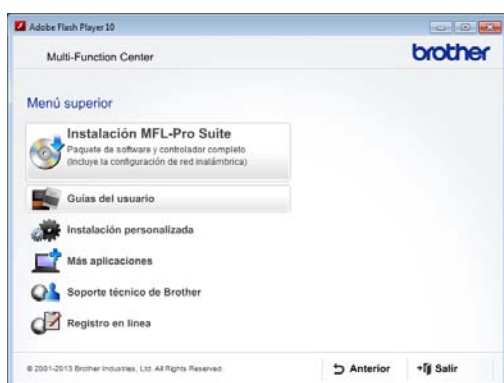 Adobe Flash Player 10
Multi-Function Center
brother
Menú superior
Instalación MFL-Pro Suite
Paquete de software y controlador completo
(Incluye la configuración de red inalámbrica)
Guías del usuario
Instalación personalizada
Más aplicaciones
Soporte técnico de Brother
Registro en línea
© 2001-2013 Brother Industries, Ltd. All Rights Reserved.
Anterior
Salir